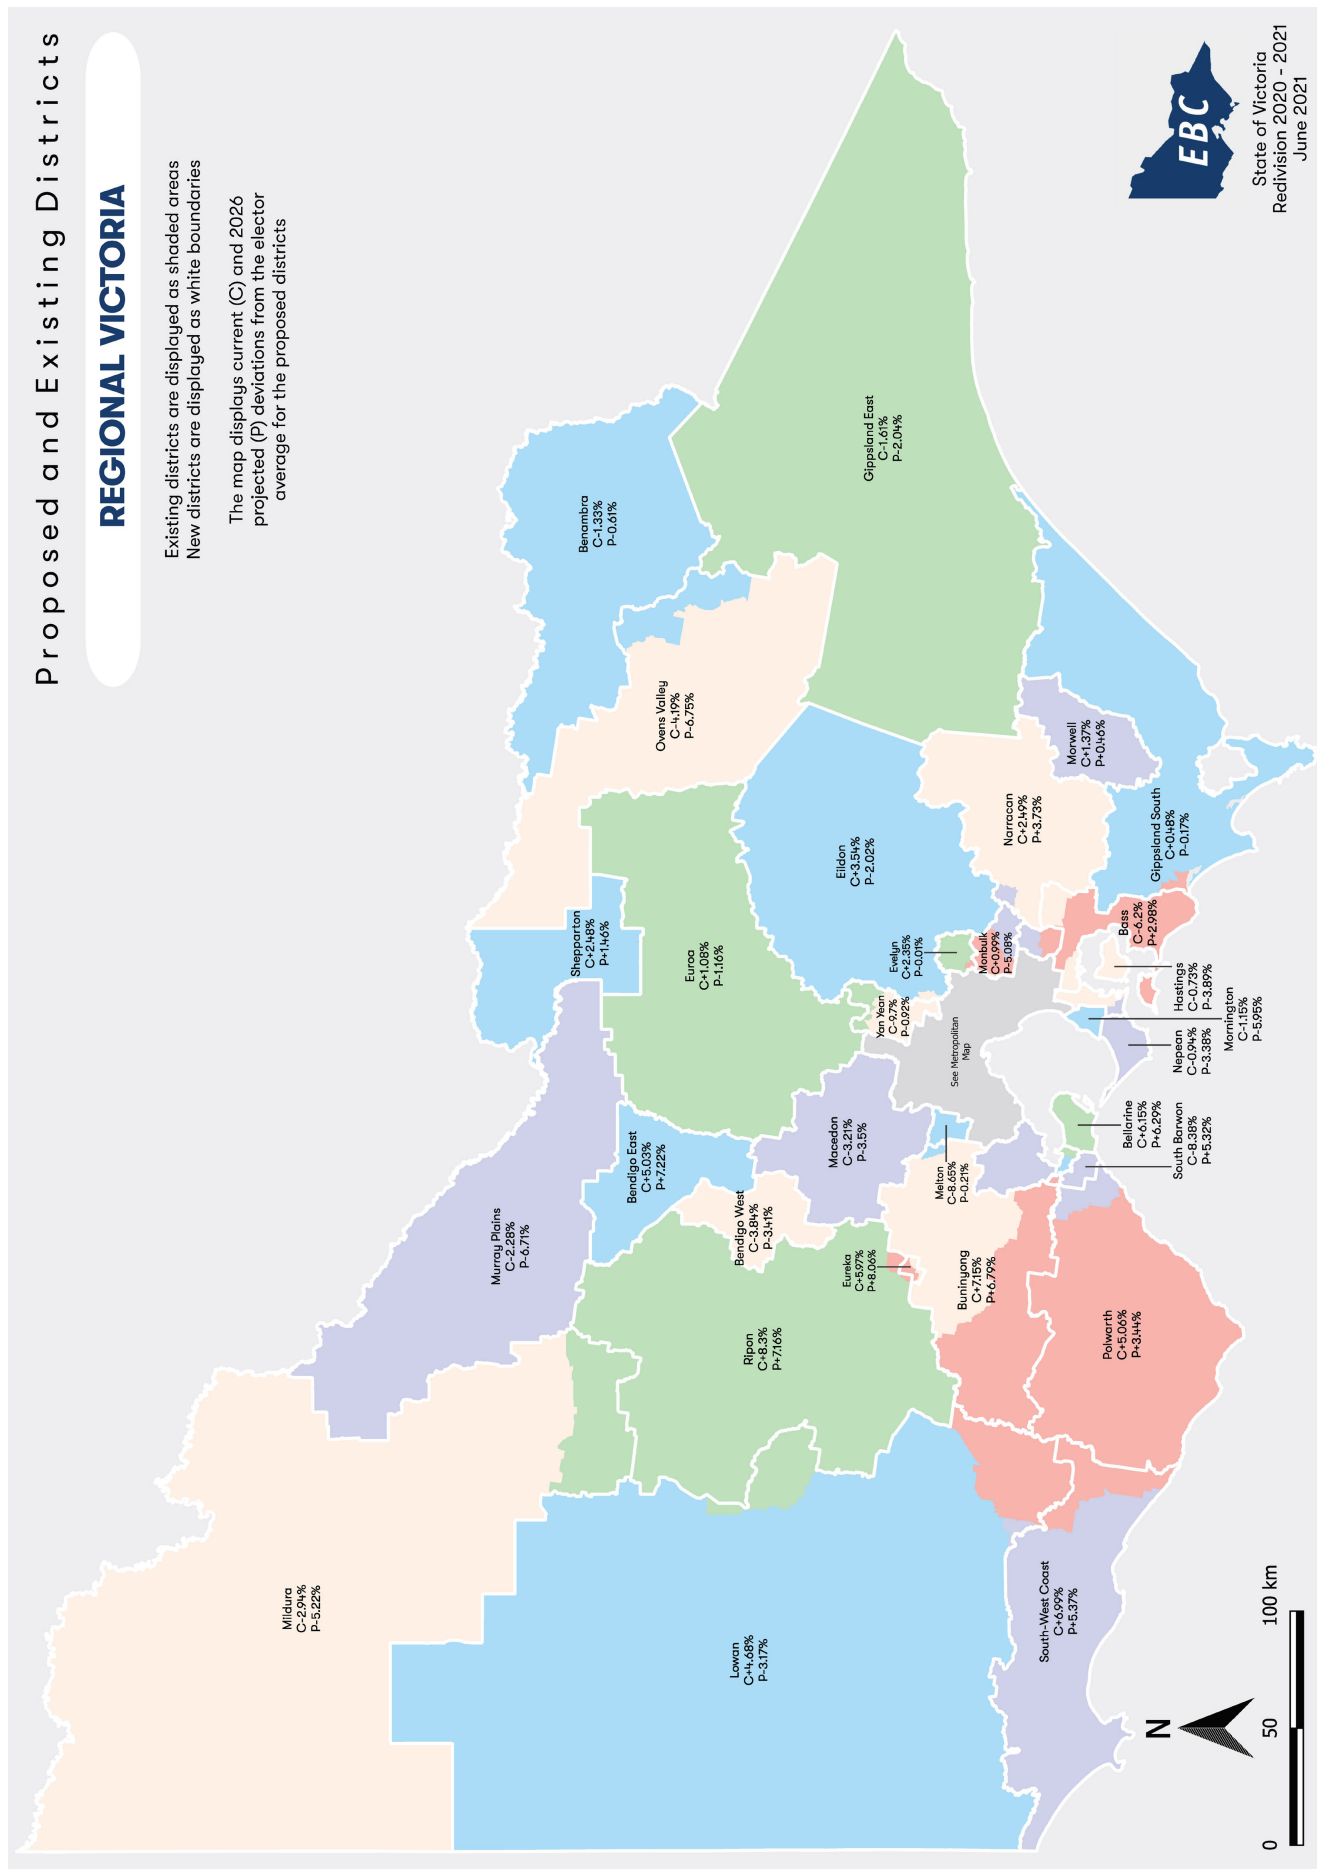 Proposed and Existing Districts
REGIONAL VICTORIA
Existing districts are displayed as shaded areas
New districts are displayed as white boundaries
The map displays current (C) and 2026
projected (P) deviations from the elector
average for the proposed districts
Mildura
C-2.94%
P-5.22%
Murray Plains
C-2.28%
P-6.71%
Shepparton
C+2.48%
P+1.46%
Benambra
C-1.33%
P-0.61%
Ovens Valley
C-4.19%
P-6.75%
Bendigo East
C+5.03%
P+7.22%
Euroa
C+1.08%
P-1.16%
Lowan
C+4.68%
P-3.17%
Ripon
C+8.3%
P+7.16%
Bendigo West
C-3.84%
P-3.41%
Macedon
C-3.21%
P-3.5%
Eildon
C+3.54%
P-2.02%
Gippsland East
C-1.61%
P-2.04%
Eureka
C+5.97%
P+8.06%
Yan Yean
C-9.7%
P-0.92%
Evelyn
C+2.35%
P-0.01%
Melton
C-8.65%
P-0.21%
See Metropolitan
Map
Monbulk
C+0.99%
P-5.08%
Narracan
C+2.49%
P+3.73%
Morwell
C+1.37%
P+0.46%
Buninyong
C+7.15%
P+6.79%
South-West Coast
C+6.99%
P+5.37%
Polwarth
C+5.06%
P+3.44%
Bellarine
C+6.15%
P+6.29%
South Barwon
C-8.38%
P+5.32%
Nepean
C-0.94%
P-3.38%
Mornington
C-1.15%
P-5.95%
Hastings
C-0.73%
P-3.89%
Bass
C-6.2%
P+2.98%
Gippsland South
C+0.48%
P-0.17%
N
0
50
100 km
EBC
State of Victoria
Redivision 2020 - 2021
June 2021